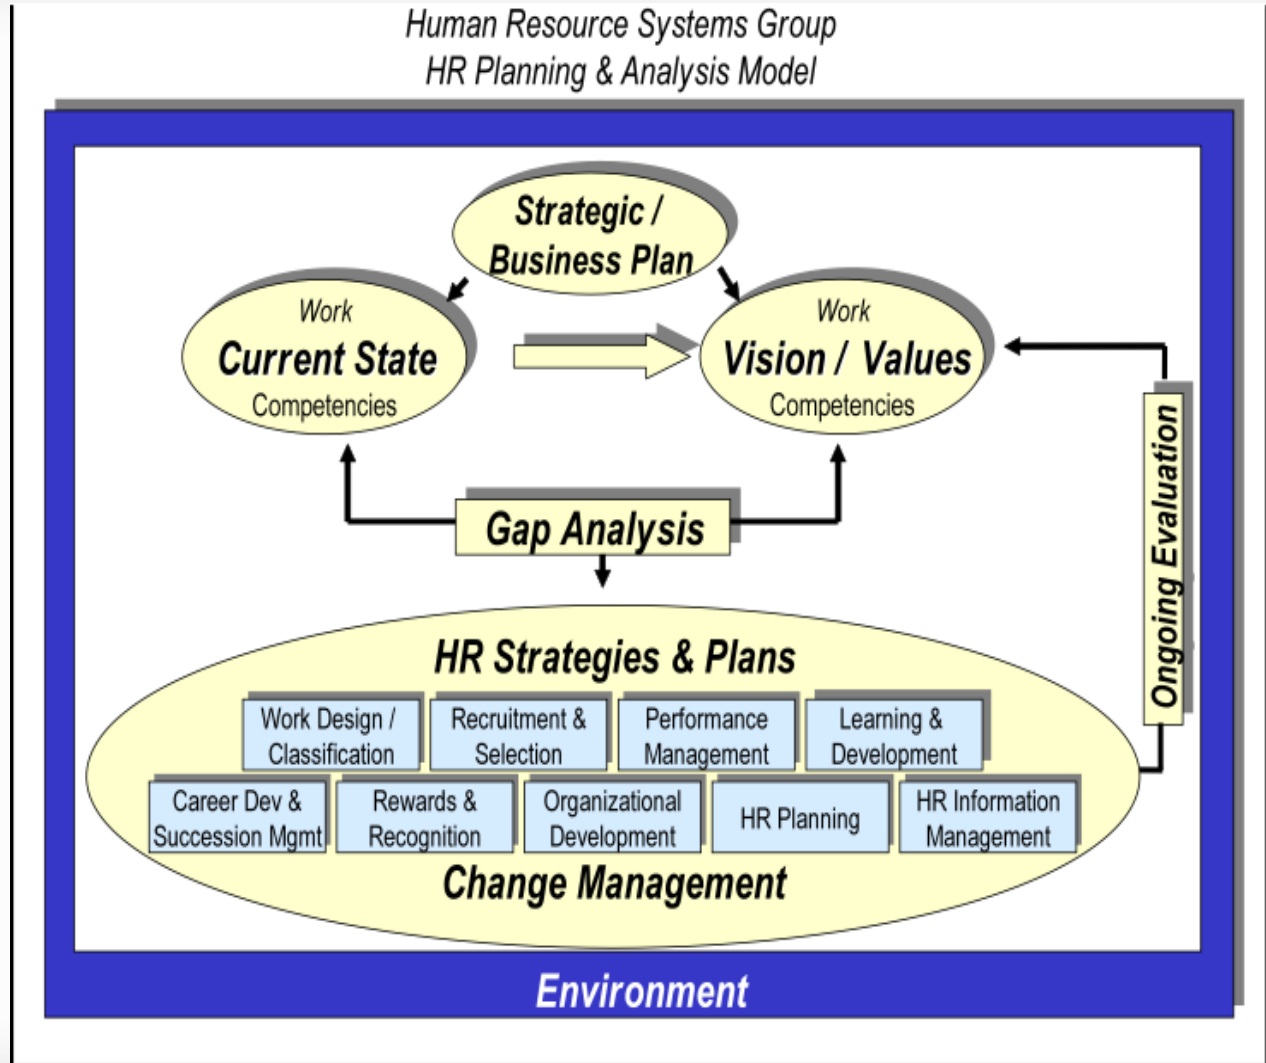 Human Resource Systems Group
HR Planning & Analysis Model
Strategic /
Business Plan
Work
Current State
Competencies
Work
Vision / Values
Competencies
Gap Analysis
Ongoing Evaluation
HR Strategies & Plans
Work Design /
Classification
Recruitment &
Selection
Performance
Management
Learning &
Development
Career Dev &
Succession Mgmt
Rewards &
Recognition
Organizational
Development
HR Planning
HR Information
Management
Change Management
Environment